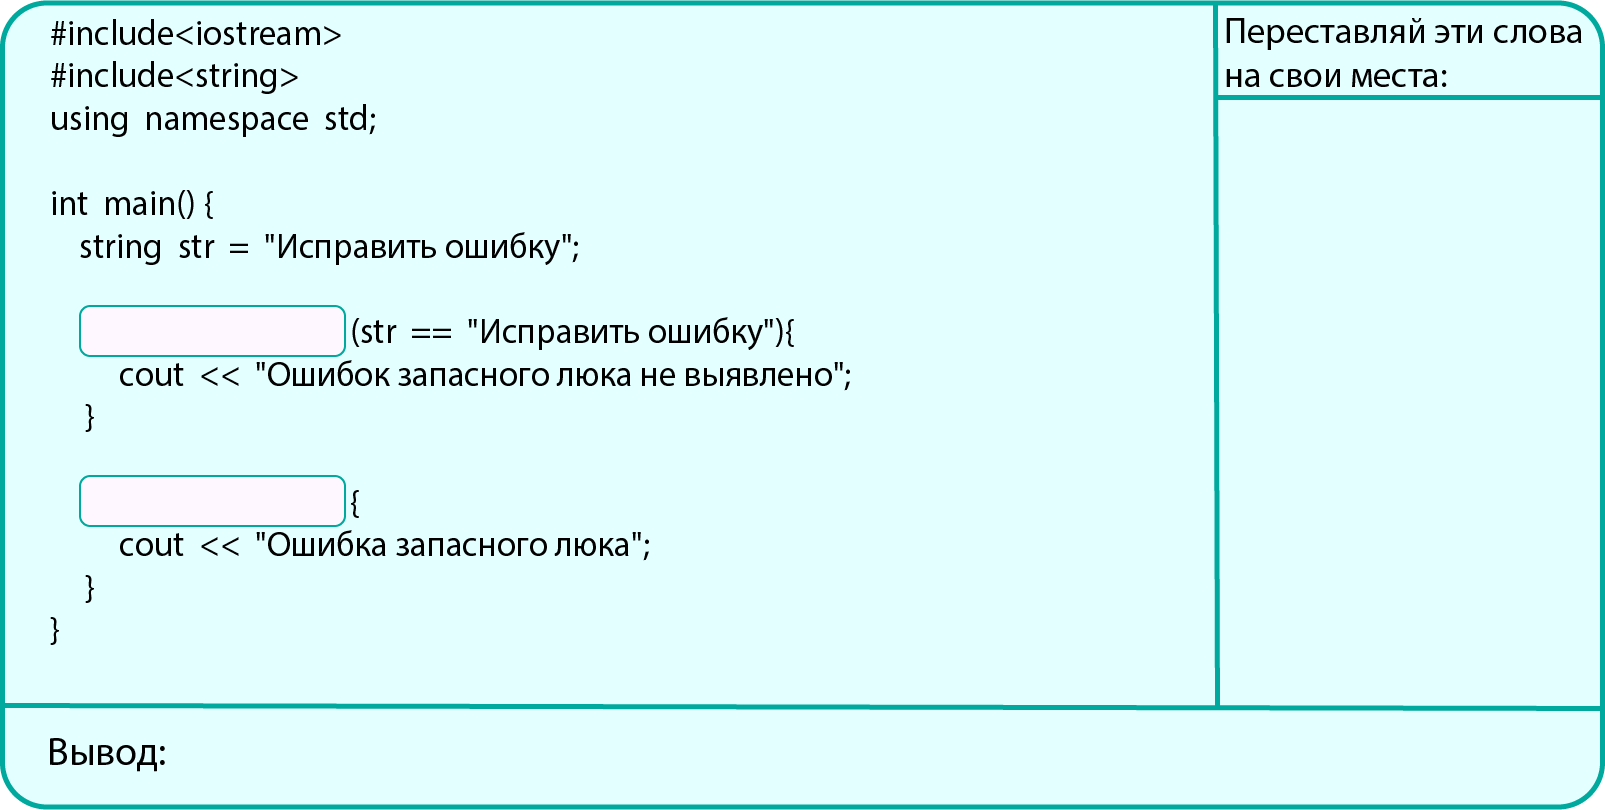 #include<iostream>
#include<string>
using namespace std;
int main() {
string str = "Исправить ошибку";
(str == "Исправить ошибку"){
cout << "Ошибок запасного люка не выявлено";
}
{
cout << "Ошибка запасного люка";
}
}
Переставляй эти слова
на свои места:
Вывод: